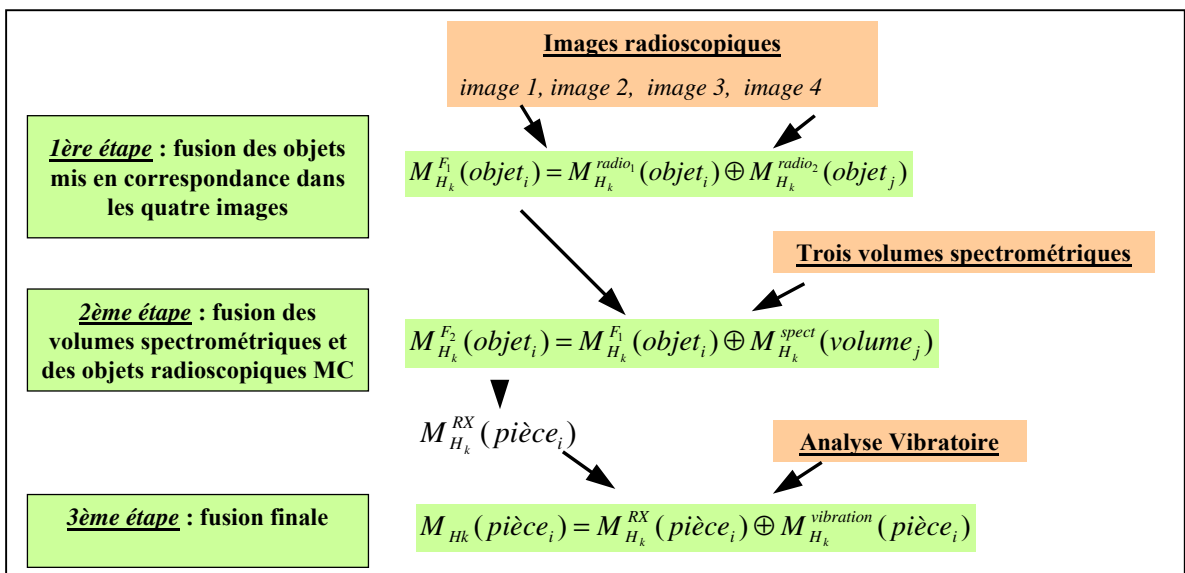 Images radioscopiques
image 1, image 2, image 3, image 4
1ère étape : fusion des objets
mis en correspondance dans
les quatre images
M_{H_k}^{F_1}(objet_i) = M_{H_k}^{radio_1}(objet_i) ⊕ M_{H_k}^{radio_2}(objet_j)
Trois volumes spectrométriques
2ème étape : fusion des
volumes spectrométriques et
des objets radioscopiques MC
M_{H_k}^{F_2}(objet_i) = M_{H_k}^{F_1}(objet_i) ⊕ M_{H_k}^{spect}(volume_j)
M_{H_k}^{RX}(pièce_i)
Analyse Vibratoire
3ème étape : fusion finale
M_{Hk}(pièce_i) = M_{H_k}^{RX}(pièce_i) ⊕ M_{H_k}^{vibration}(pièce_i)